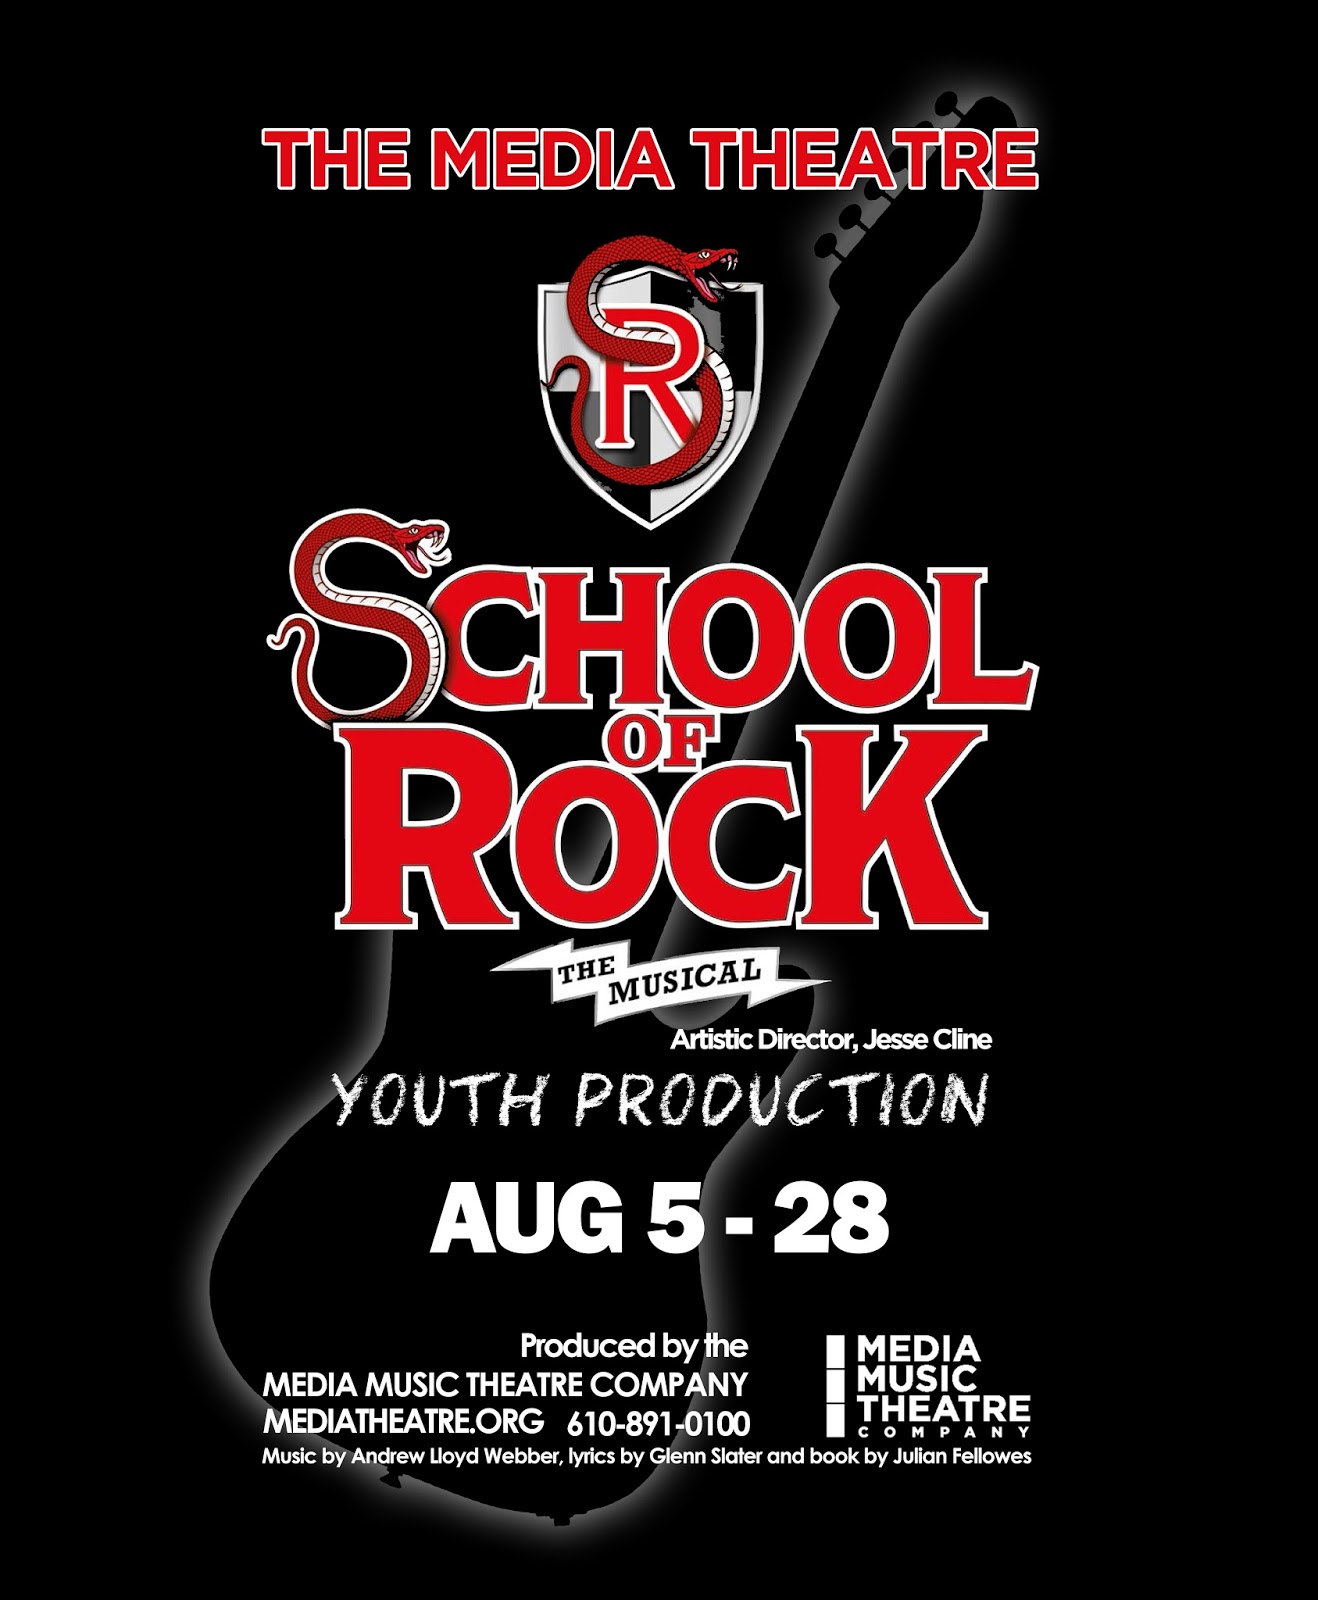 THE MEDIA THEATRE
SR
SCHOOL
OF
ROCK
THE MUSICAL
Artistic Director, Jesse Cline
YOUTH PRODUCTION
AUG 5 - 28
Produced by the
MEDIA MUSIC THEATRE COMPANY
MEDIATHEATRE.ORG 610-891-0100
Music by Andrew Lloyd Webber, lyrics by Glenn Slater and book by Julian Fellowes
MEDIA
MUSIC
THEATRE
COMPANY